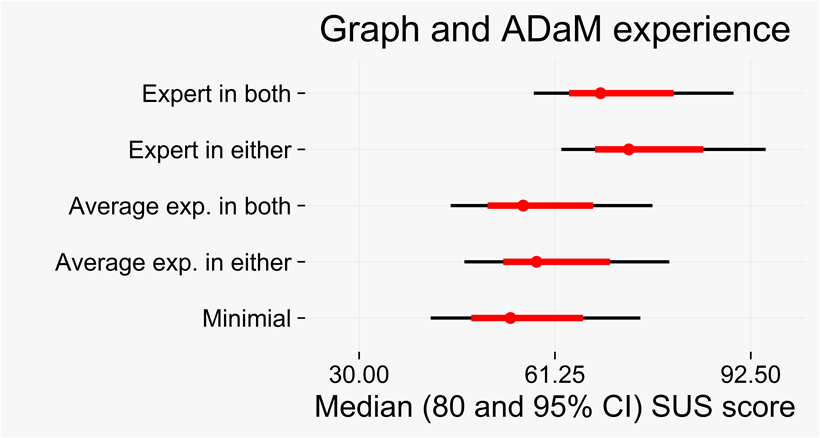 Graph and ADaM experience
Expert in both
Expert in either
Average exp. in both
Average exp. in either
Minimial
30.00 61.25 92.50
Median (80 and 95% CI) SUS score